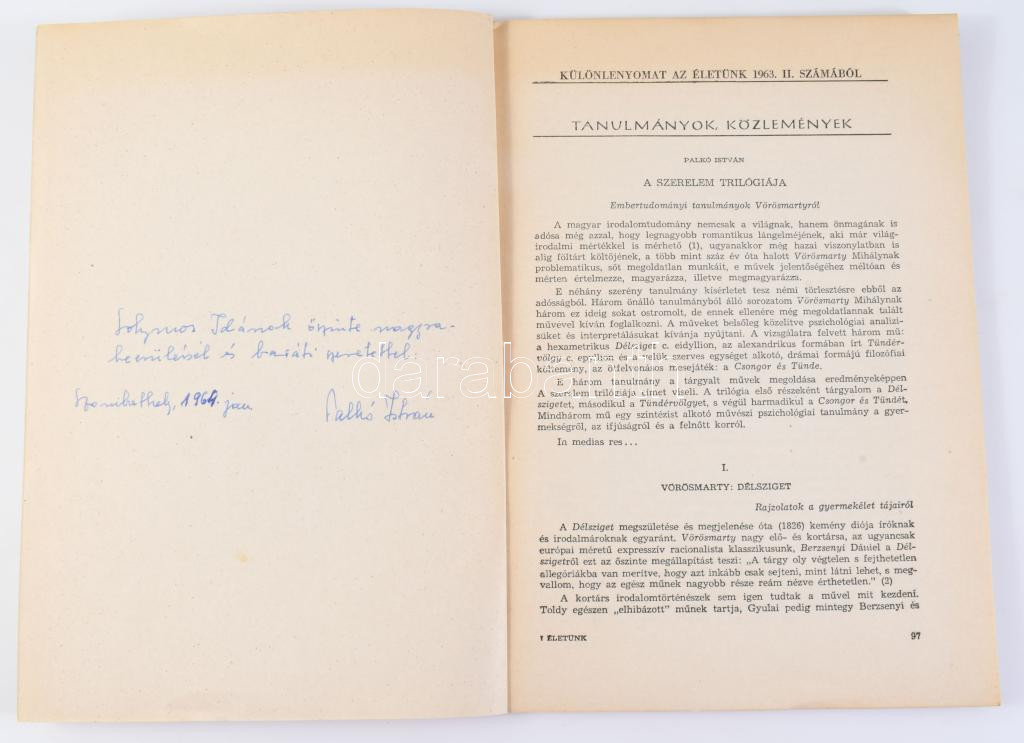 Solymos Idának őszinte nagyra-
becsüléssel és baráti szeretettel
Szombathely, 1964. jan
Palkó István
KÜLÖNLENYOMAT AZ ÉLETÜNK 1963. II. SZÁMÁBÓL
TANULMÁNYOK, KÖZLEMÉNYEK
PALKÓ ISTVÁN
A SZERELEM TRILÓGIÁJA
Embertudományi tanulmányok Vörösmartyról
A magyar irodalomtudomány nemcsak a világnak, hanem önmagának is
adósa még azzal, hogy legnagyobb romantikus lángelméjének, aki már világ-
irodalmi mértékkel is mérhető (1), ugyanakkor még hazai viszonylatban is
alig föltárt költőjének, a több mint száz év óta halott Vörösmarty Mihálynak
problematikus, sőt megoldatlan munkáit, e művek jelentőségéhez méltóan és
mérten értelmezze, magyarázza, illetve megmagyarázza.
E néhány szerény tanulmány kísérletet tesz némi törlesztésre ebből az
adósságból. Három önálló tanulmányból álló sorozatom Vörösmarty Mihálynak
három ez ideig sokat ostromolt, de ennek ellenére még megoldatlannak talált
művével kíván foglalkozni. A műveket belsőleg közelítve pszichológiai analízi-
süket és interpretálásukat kívánja nyújtani. A vizsgálatra felvett három mű:
a hexametrikus Délsziget c. eidyllion, az alexandrikus formában írt Tündér-
völgy c. epyllion és a velük szerves egységet alkotó, drámai formájú filozófiai
költemény, az ötfelvonásos mesejáték: a Csongor és Tünde.
E három tanulmány a tárgyalt művek megoldása eredményeképpen
A szerelem trilógiája címet viseli. A trilógia első részeként tárgyalom a Dél-
szigetet, másodikul a Tündérvölgyet, s végül harmadikul a Csongor és Tündét.
Mindhárom mű egy szintézist alkotó művészi pszichológiai tanulmány a gyer-
mekségről, az ifjúságról és a felnőtt korról.
In medias res...
I.
VÖRÖSMARTY: DÉLSZIGET
Rajzolatok a gyermekélet tájairól
A Délsziget megszületése és megjelenése óta (1826) kemény diója íróknak
és irodalmároknak egyaránt. Vörösmarty nagy elő- és kortársa, az ugyancsak
európai méretű expresszív racionalista klasszikusunk, Berzsenyi Dániel a Dél-
szigetről ezt az őszinte megállapítást teszi: „A tárgy oly végtelen s fejthetetlen
allegóriákba van merítve, hogy azt inkább csak sejteni, mint látni lehet, s meg-
vallom, hogy az egész műnek nagyobb része reám nézve érthetetlen." (2)
A kortárs irodalomtörténészek sem igen tudtak a művel mit kezdeni.
Toldy egészen „elhibázott" műnek tartja, Gyulai pedig mintegy Berzsenyi és
ÉLETÜNK
97
darabanth